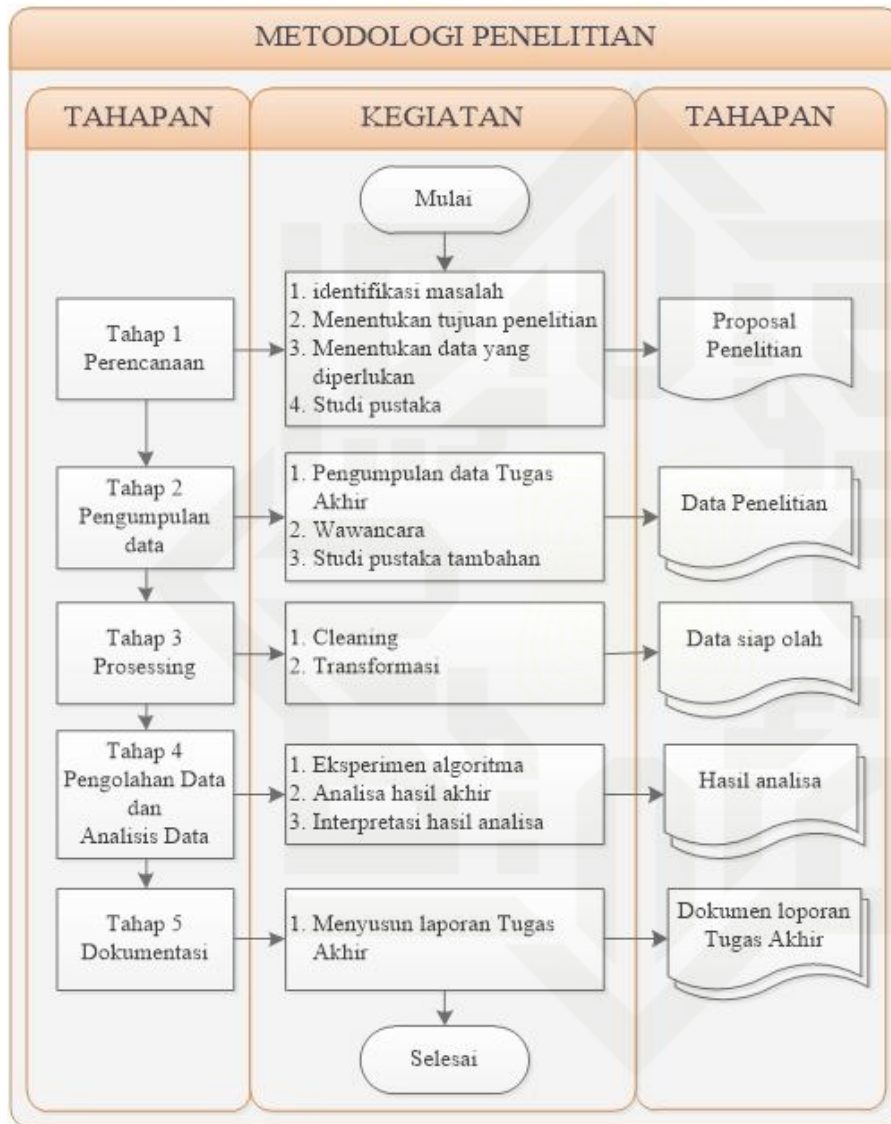 METODOLOGI PENELITIAN
TAHAPAN
KEGIATAN
TAHAPAN
Mulai
Tahap 1
Perencanaan
1. identifikasi masalah
2. Menentukan tujuan penelitian
3. Menentukan data yang
diperlukan
4. Studi pustaka
Proposal
Penelitian
Tahap 2
Pengumpulan
data
1. Pengumpulan data Tugas
Akhir
2. Wawancara
3. Studi pustaka tambahan
Data Penelitian
Tahap 3
Prosessing
1. Cleaning
2. Transformasi
Data siap olah
Tahap 4
Pengolahan Data
dan
Analisis Data
1. Eksperimen algoritma
2. Analisa hasil akhir
3. Interpretasi hasil analisa
Hasil analisa
Tahap 5
Dokumentasi
1. Menyusun laporan Tugas
Akhir
Dokumen loporan
Tugas Akhir
Selesai